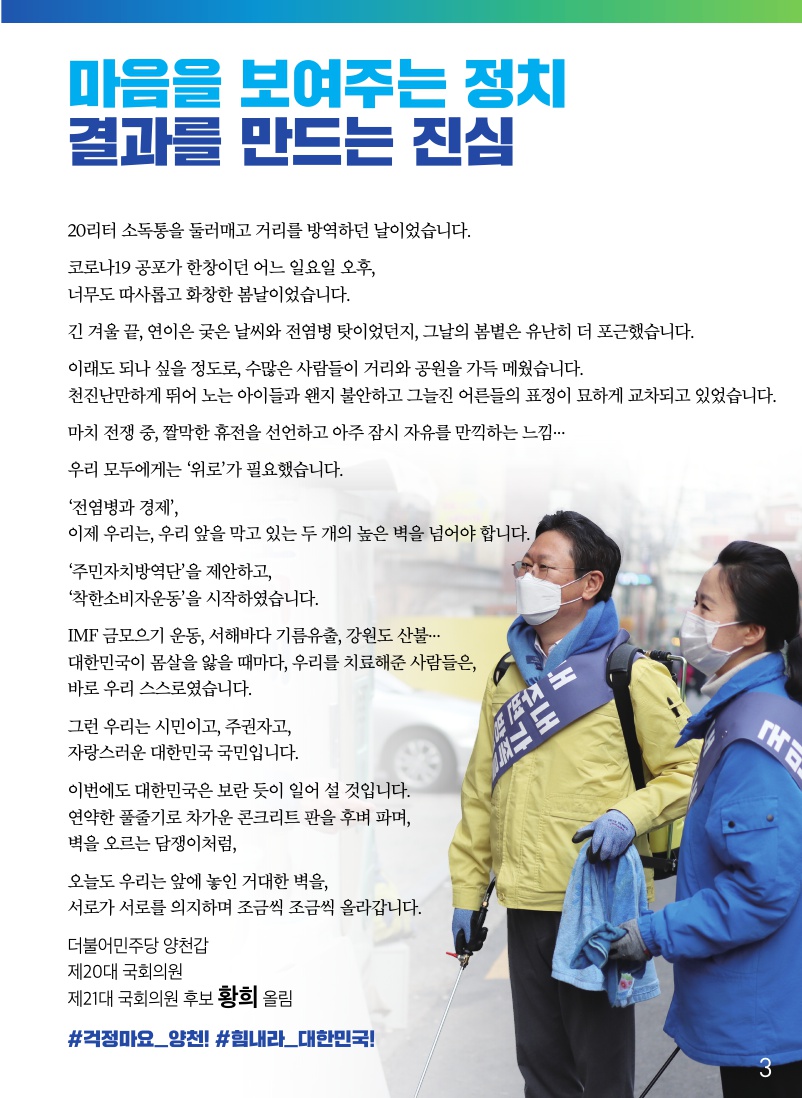 마음을 보여주는 정치
결과를 만드는 진심
20리터 소독통을 둘러매고 거리를 방역하던 날이었습니다.
코로나19 공포가 한창이던 어느 일요일 오후,
너무도 따사롭고 화창한 봄날이었습니다.
긴 겨울 끝, 연이은 궂은 날씨와 전염병 탓이었던지, 그날의 봄볕은 유난히 더 포근했습니다.
이래도 되나 싶을 정도로, 수많은 사람들이 거리와 공원을 가득 메웠습니다.
천진난만하게 뛰어 노는 아이들과 왠지 불안하고 그늘진 어른들의 표정이 묘하게 교차되고 있었습니다.
마치 전쟁 중, 짤막한 휴전을 선언하고 아주 잠시 자유를 만끽하는 느낌…
우리 모두에게는 ‘위로’가 필요했습니다.
‘전염병과 경제’,
이제 우리는, 우리 앞을 막고 있는 두 개의 높은 벽을 넘어야 합니다.
‘주민자치방역단’을 제안하고,
‘착한소비자운동’을 시작하였습니다.
IMF 금모으기 운동, 서해바다 기름유출, 강원도 산불…
대한민국이 몸살을 앓을 때마다, 우리를 치료해준 사람들은,
바로 우리 스스로였습니다.
그런 우리는 시민이고, 주권자고,
자랑스러운 대한민국 국민입니다.
이번에도 대한민국은 보란 듯이 일어 설 것입니다.
연약한 풀줄기로 차가운 콘크리트 판을 후벼 파며,
벽을 오르는 담쟁이처럼,
오늘도 우리는 앞에 놓인 거대한 벽을,
서로가 서로를 의지하며 조금씩 조금씩 올라갑니다.
더불어민주당 양천갑
제20대 국회의원
제21대 국회의원 후보 황희 올림
#걱정마요_양천! #힘내라_대한민국!
3